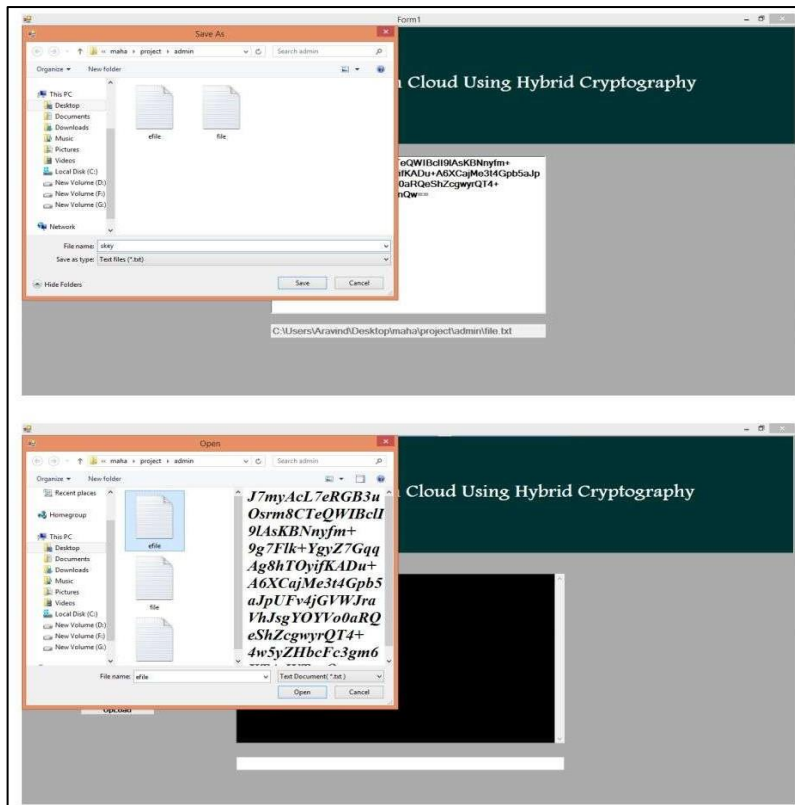 Form1
Save As
« maha › project › admin
Search admin
Organize
New folder
This PC
Desktop
Documents
Downloads
Music
Pictures
Videos
Local Disk (C:)
New Volume (D:)
New Volume (F:)
New Volume (G:)
Network
efile
file
File name: skey
Save as type: Text files (*.txt)
Hide Folders
Save
Cancel
Cloud Using Hybrid Cryptography
C:\Users\Aravind\Desktop\maha\project\admin\file.txt
Open
« maha › project › admin
Search admin
Organize
New folder
Recent places
Homegroup
This PC
Desktop
Documents
Downloads
Music
Pictures
Videos
Local Disk (C:)
New Volume (D:)
New Volume (F:)
New Volume (G:)
efile
file
J7myAcL7eRGB3u
Osrm8CTeQWIBclI
9lAsKBNnyfm+
9g7Flk+YgyZ7Gqq
Ag8hTOyifKADu+
A6XCajMe3t4Gpb5
aJpUFv4jGVWJra
VhJsgYOYVo0aRQ
eShZcgwyrQT4+
4w5yZHbcFc3gm6
File name: efile
Text Document( *.txt )
Open
Cancel
Cloud Using Hybrid Cryptography
Upload